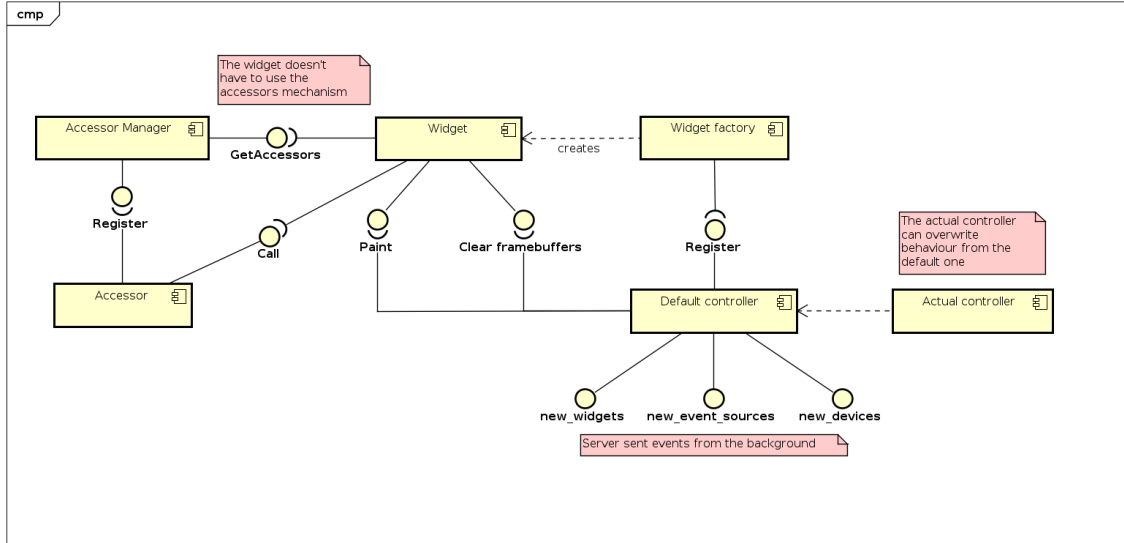 cmp
The widget doesn't
have to use the
accessors mechanism
Accessor Manager
Widget
Widget factory
GetAccessors
creates
Register
Call
Paint
Clear framebuffers
Register
The actual controller
can overwrite
behaviour from the
default one
Accessor
Default controller
Actual controller
new_widgets
new_event_sources
new_devices
Server sent events from the background